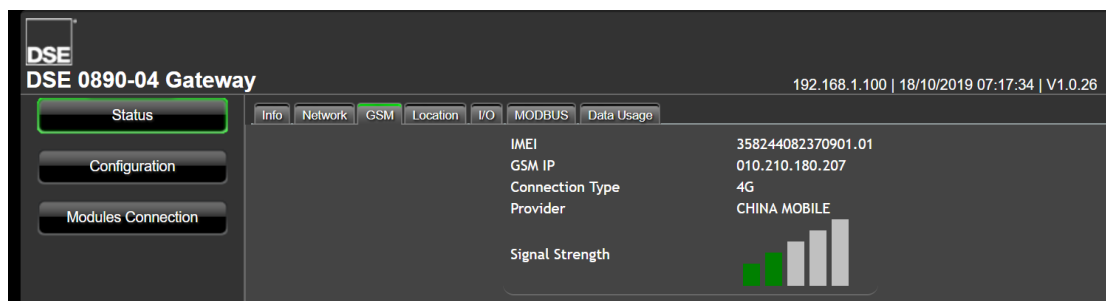 DSE
DSE 0890-04 Gateway
192.168.1.100 | 18/10/2019 07:17:34 | V1.0.26
Status
Configuration
Modules Connection
Info Network GSM Location I/O MODBUS Data Usage
IMEI 358244082370901.01
GSM IP 010.210.180.207
Connection Type 4G
Provider CHINA MOBILE
Signal Strength